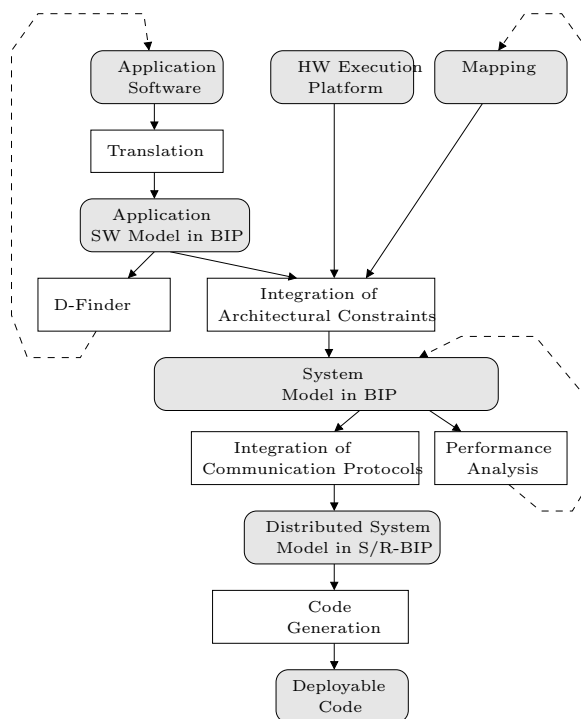 Application
Software
HW Execution
Platform
Mapping
Translation
Application
SW Model in BIP
D-Finder
Integration of
Architectural Constraints
System
Model in BIP
Integration of
Communication Protocols
Performance
Analysis
Distributed System
Model in S/R-BIP
Code
Generation
Deployable
Code